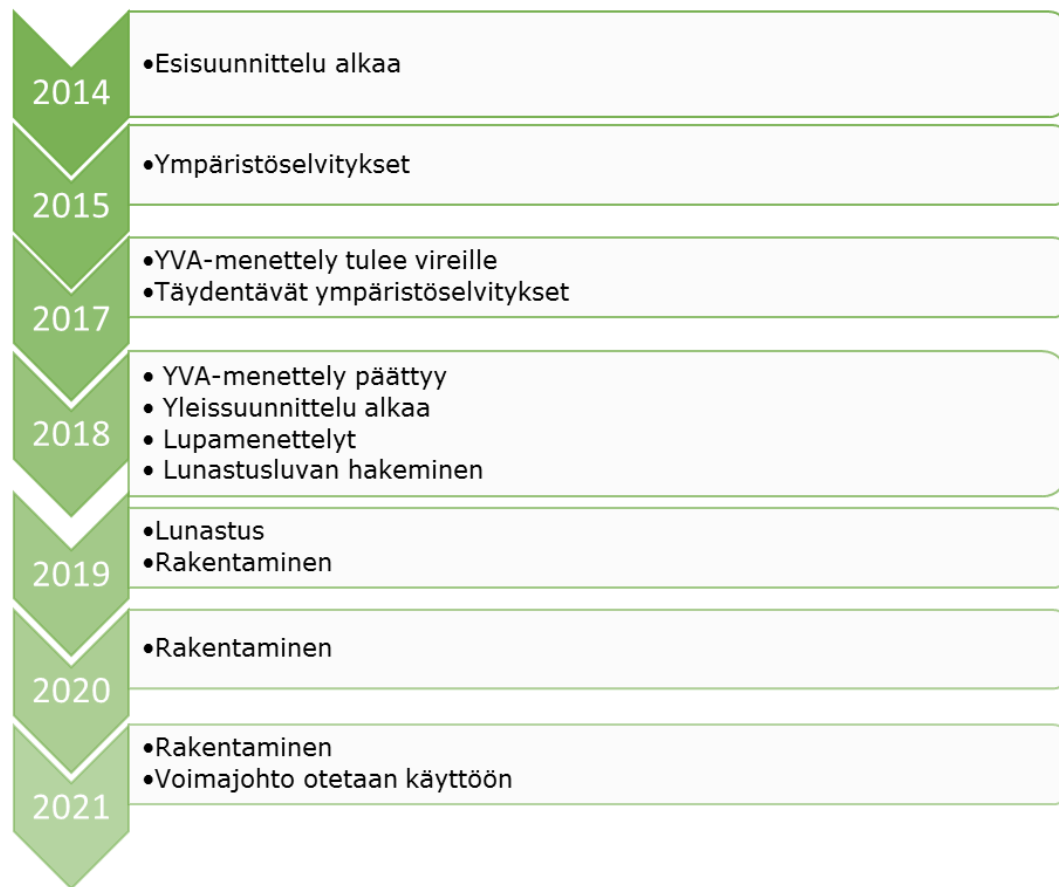 2014
•Esisuunnittelu alkaa
2015
•Ympäristöselvitykset
2017
•YVA-menettely tulee vireille
•Täydentävät ympäristöselvitykset
2018
• YVA-menettely päättyy
• Yleissuunnittelu alkaa
• Lupamenettelyt
• Lunastusluvan hakeminen
2019
•Lunastus
•Rakentaminen
2020
•Rakentaminen
2021
•Rakentaminen
•Voimajohto otetaan käyttöön